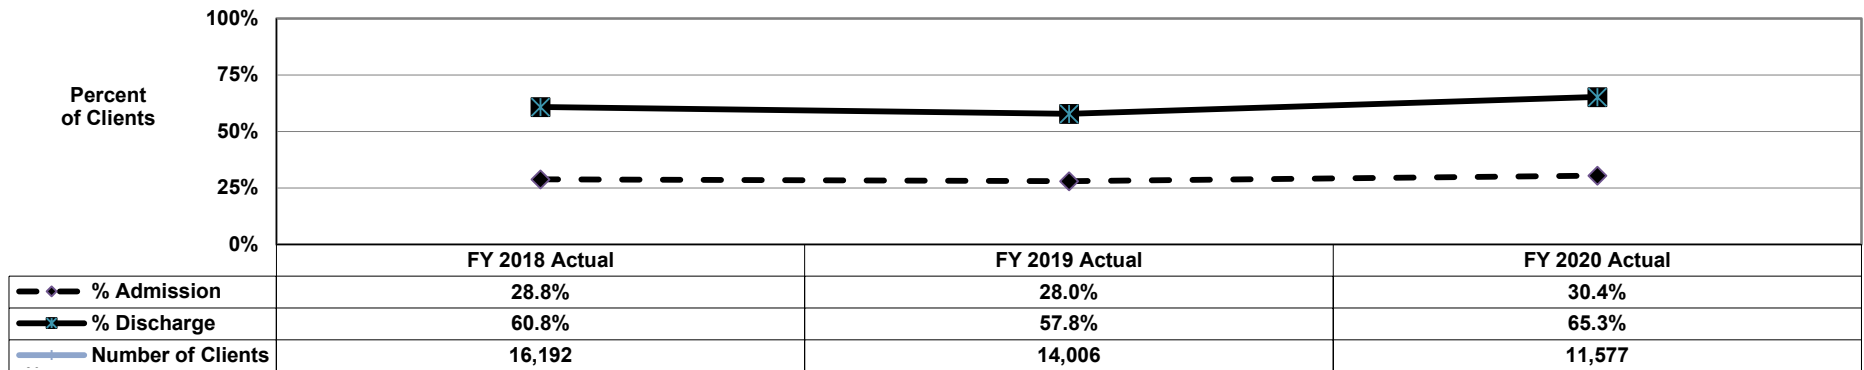 100%
75%
Percent
of Clients
50%
25%
0%
FY 2018 Actual FY 2019 Actual FY 2020 Actual
% Admission 28.8% 28.0% 30.4%
% Discharge 60.8% 57.8% 65.3%
Number of Clients 16,192 14,006 11,577